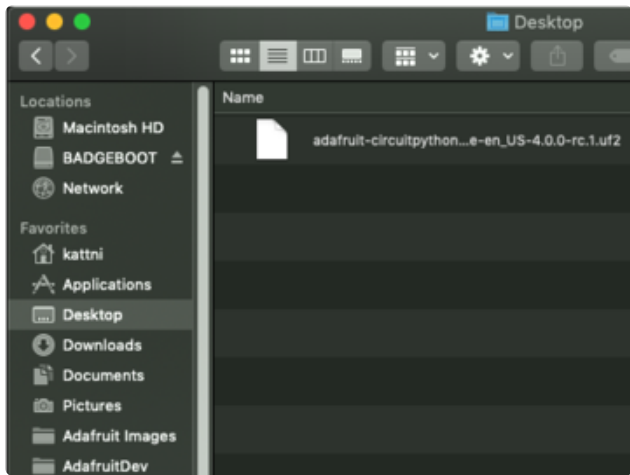 Desktop
Locations
Macintosh HD
BADGEBOOT
Network
Favorites
kattni
Applications
Desktop
Downloads
Documents
Pictures
Adafruit Images
AdafruitDev
Name
adafruit-circuitpython...e-en_US-4.0.0-rc.1.uf2